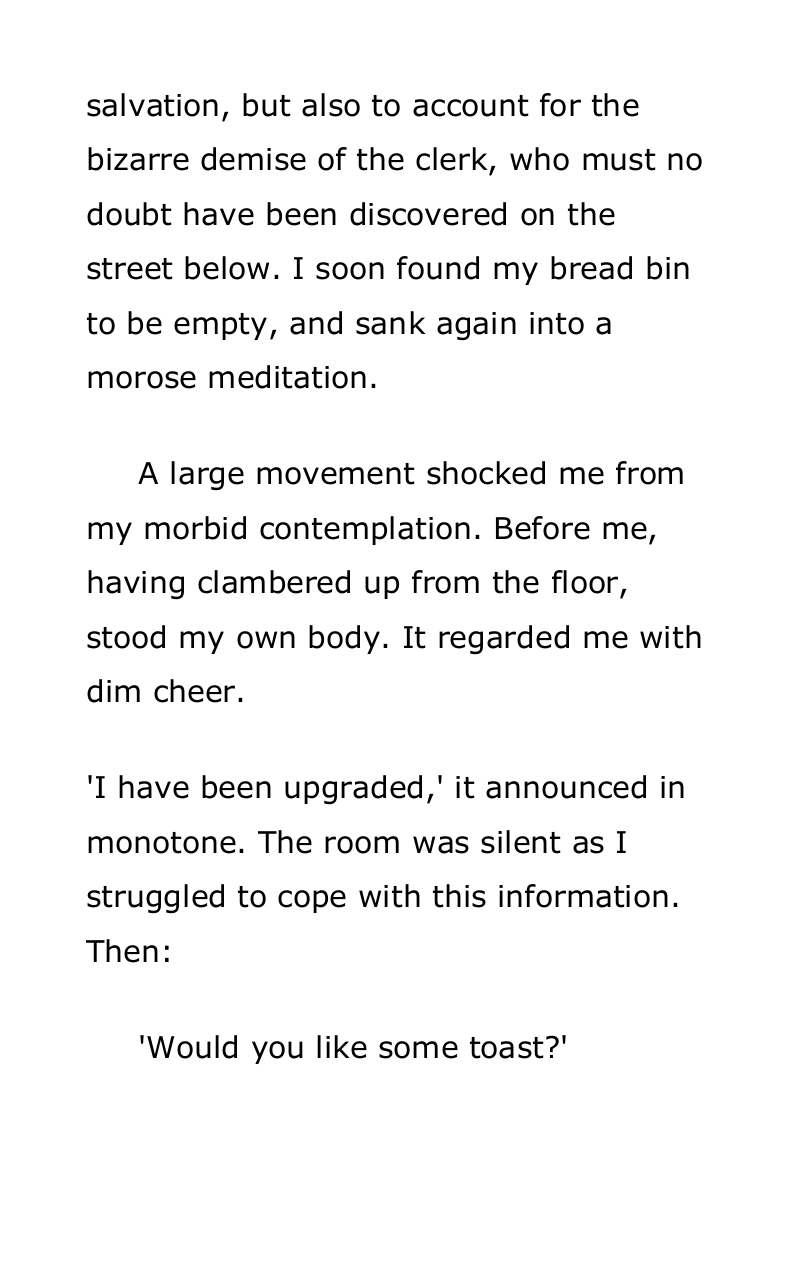 salvation, but also to account for the
bizarre demise of the clerk, who must no
doubt have been discovered on the
street below. I soon found my bread bin
to be empty, and sank again into a
morose meditation.
A large movement shocked me from
my morbid contemplation. Before me,
having clambered up from the floor,
stood my own body. It regarded me with
dim cheer.
'I have been upgraded,' it announced in
monotone. The room was silent as I
struggled to cope with this information.
Then:
'Would you like some toast?'